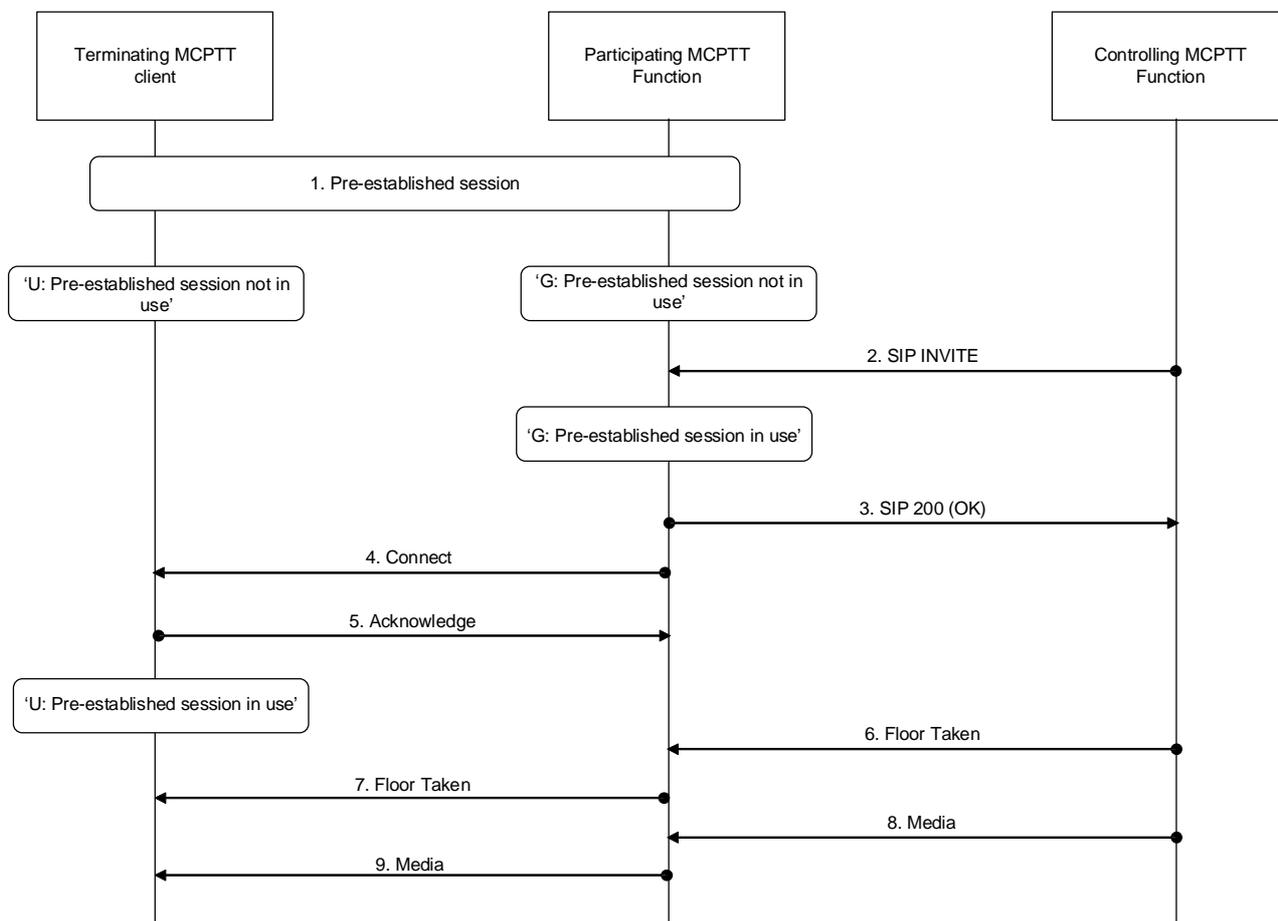 Terminating MCPTT
client
Participating MCPTT
Function
Controlling MCPTT
Function
1. Pre-established session
‘U: Pre-established session not in
use’
‘G: Pre-established session not in
use’
2. SIP INVITE
‘G: Pre-established session in use’
3. SIP 200 (OK)
4. Connect
5. Acknowledge
‘U: Pre-established session in use’
6. Floor Taken
7. Floor Taken
8. Media
9. Media